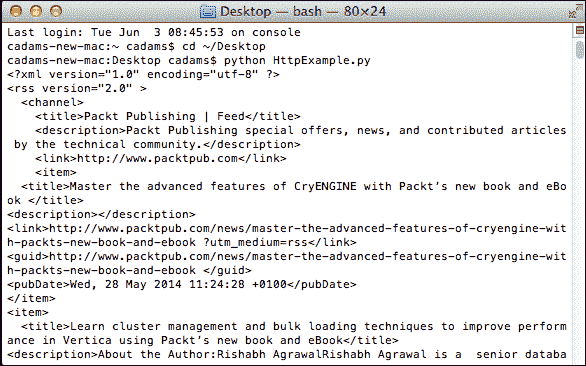 Desktop — bash — 80×24
Last login: Tue Jun  3 08:45:53 on console
cadams-new-mac:~ cadams$ cd ~/Desktop
cadams-new-mac:Desktop cadams$ python HttpExample.py
<?xml version="1.0" encoding="utf-8" ?>
<rss version="2.0" >
  <channel>
    <title>Packt Publishing | Feed</title>
    <description>Packt Publishing special offers, news, and contributed articles
 by the technical community.</description>
    <link>http://www.packtpub.com</link>
    <item>
  <title>Master the advanced features of CryENGINE with Packt’s new book and eBo
ok </title>
<description></description>
<link>http://www.packtpub.com/news/master-the-advanced-features-of-cryengine-wit
h-packts-new-book-and-ebook ?utm_medium=rss</link>
<guid>http://www.packtpub.com/news/master-the-advanced-features-of-cryengine-wit
h-packts-new-book-and-ebook </guid>
<pubDate>Wed, 28 May 2014 11:24:28 +0100</pubDate>
</item>
<item>
  <title>Learn cluster management and bulk loading techniques to improve perform
ance in Vertica using Packt’s new book and eBook</title>
<description>About the Author:Rishabh AgrawalRishabh Agrawal is a  senior databa